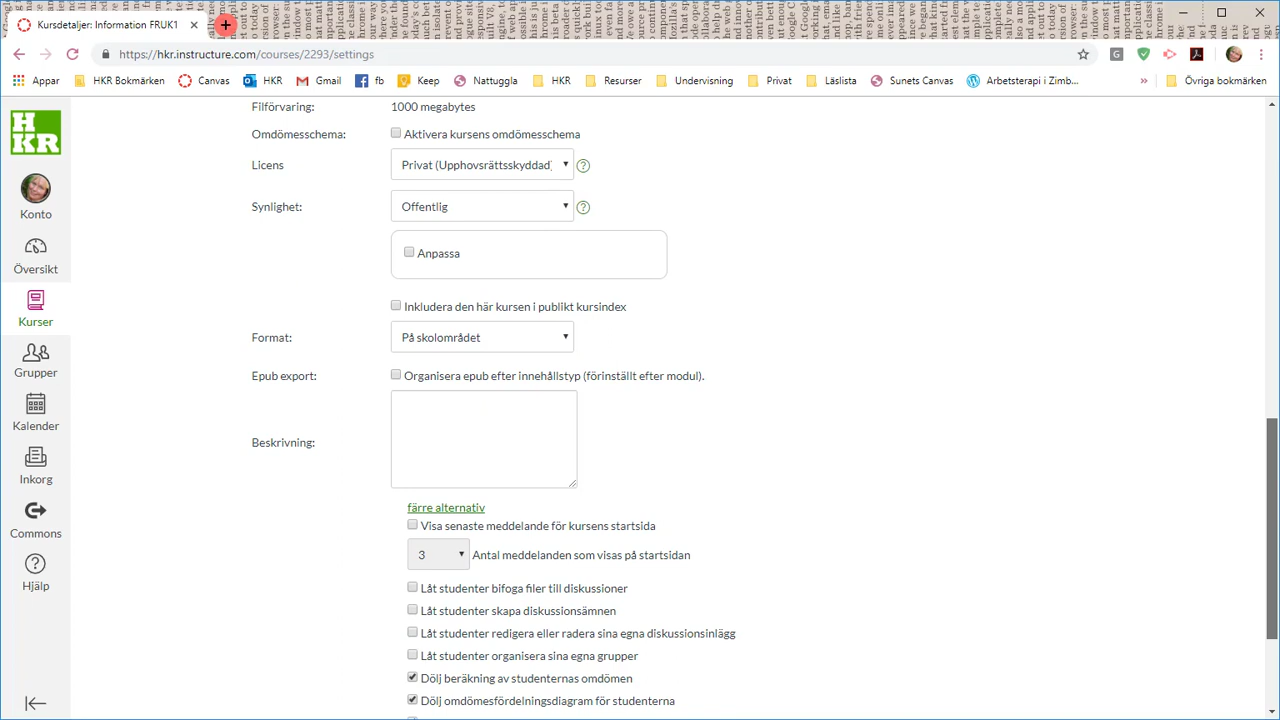 Kursdetaljer: Information FRUK1
https://hkr.instructure.com/courses/2293/settings
Appar HKR Bokmärken Canvas HKR Gmail fb Keep Nattuggla HKR Resurser Undervisning Privat Läslista Sunets Canvas Arbetsterapi i Zimb... » Övriga bokmärken
HKR
Konto
Översikt
Kurser
Grupper
Kalender
Inkorg
Commons
Hjälp
Filförvaring: 1000 megabytes
Omdömesschema: Aktivera kursens omdömesschema
Licens Privat (Upphovsrättsskyddad)
Synlighet: Offentlig
Anpassa
Inkludera den här kursen i publikt kursindex
Format: På skolområdet
Epub export: Organisera epub efter innehållstyp (förinställt efter modul).
Beskrivning:
färre alternativ
Visa senaste meddelande för kursens startsida
3 Antal meddelanden som visas på startsidan
Låt studenter bifoga filer till diskussioner
Låt studenter skapa diskussionsämnen
Låt studenter redigera eller radera sina egna diskussionsinlägg
Låt studenter organisera sina egna grupper
Dölj beräkning av studenternas omdömen
Dölj omdömesfördelningsdiagram för studenterna